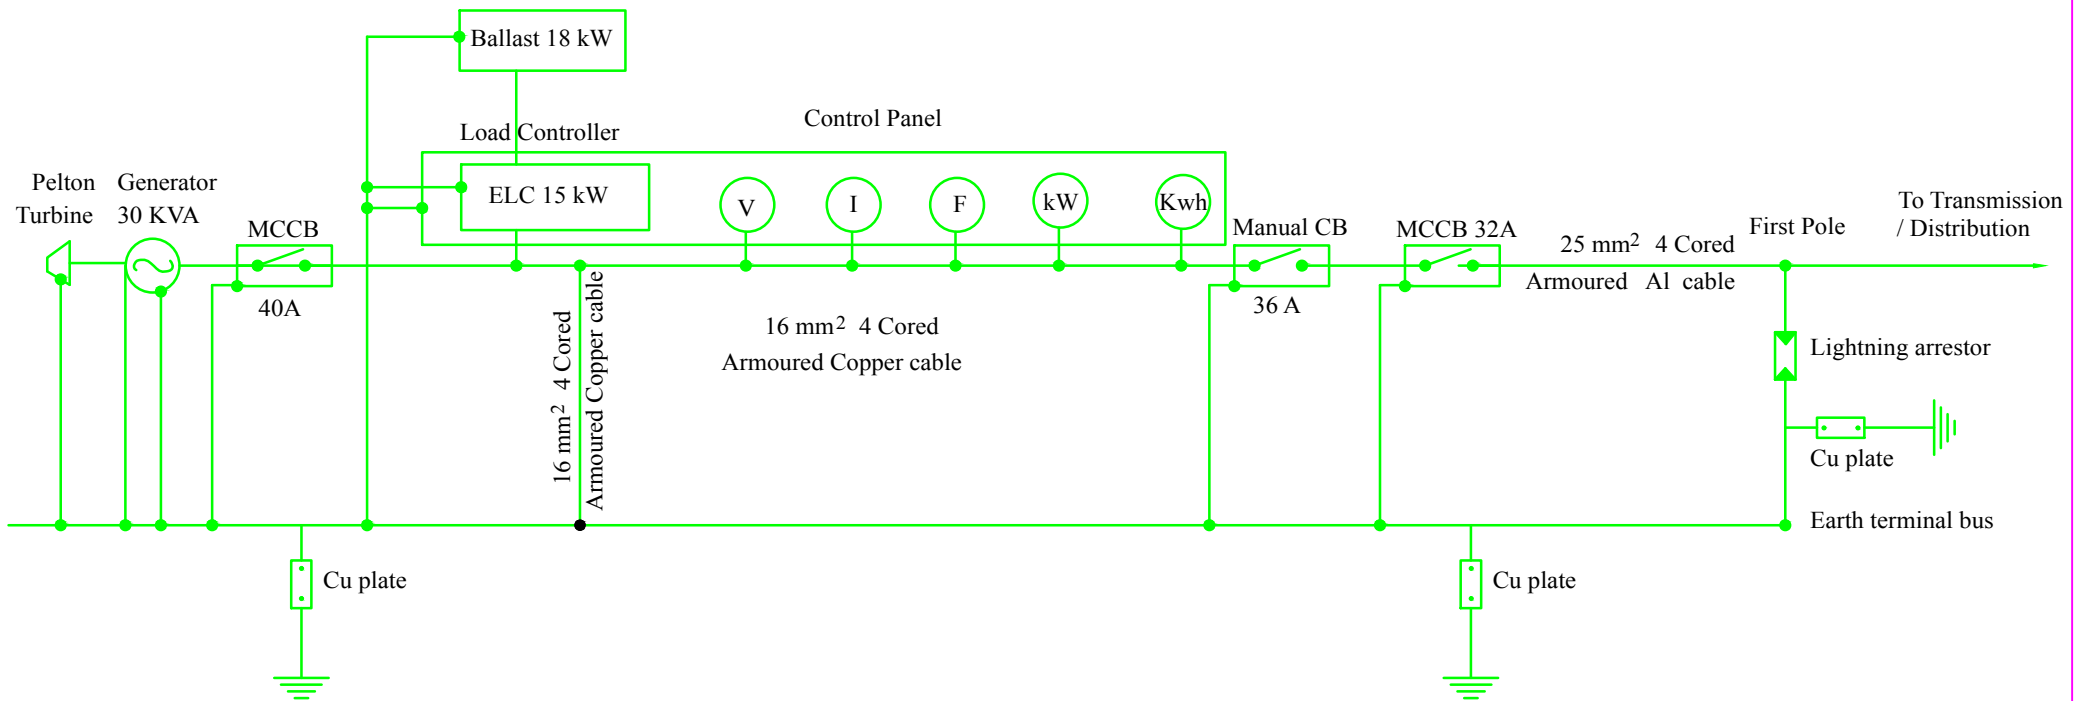 Ballast 18 kW
Load Controller
Control Panel
Pelton
Turbine
Generator
30 KVA
MCCB
40A
ELC 15 kW
V
I
F
kW
Kwh
Manual CB
36 A
MCCB 32A
25 mm2 4 Cored
Armoured Al cable
First Pole
To Transmission
/ Distribution
16 mm2 4 Cored
Armoured Copper cable
16 mm2 4 Cored
Armoured Copper cable
Lightning arrestor
Cu plate
Earth terminal bus
Cu plate
Cu plate